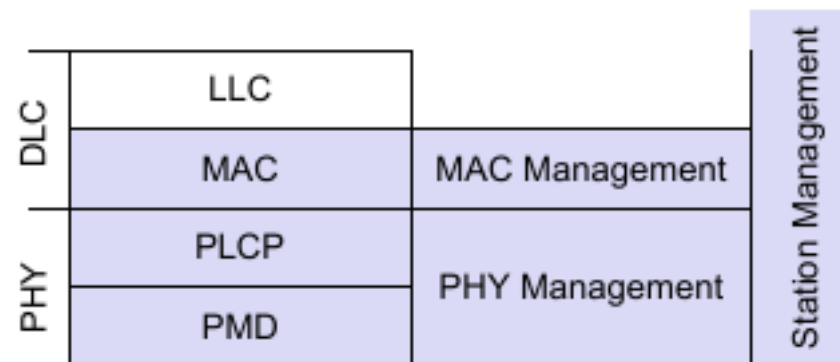 DLC
LLC
MAC
MAC Management
PHY
PLCP
PMD
PHY Management
Station Management